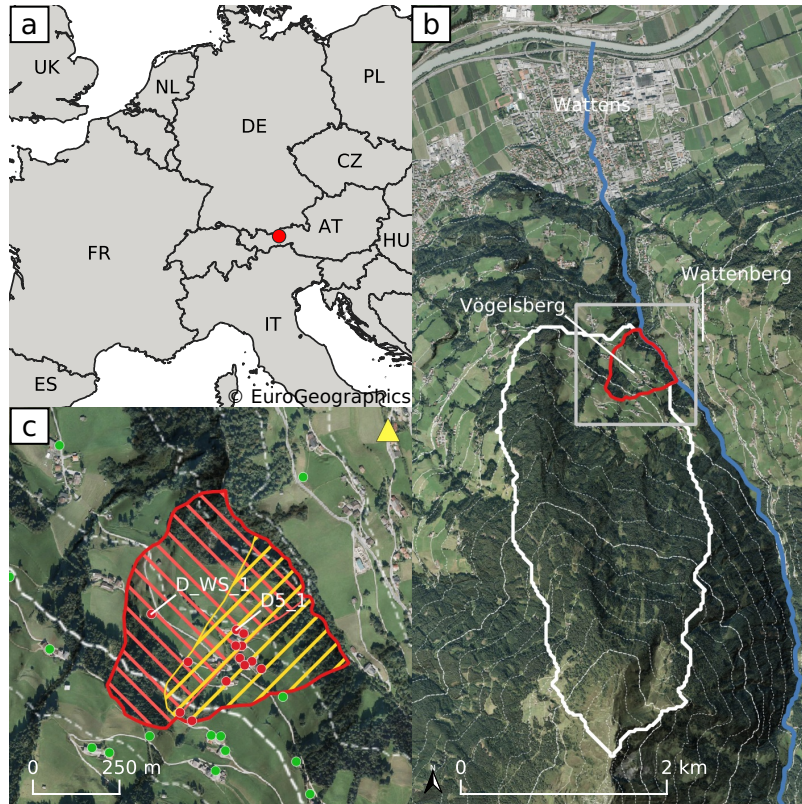 a
UK
NL
PL
DE
CZ
AT
HU
FR
IT
ES
© EuroGeographics
b
Wattens
Wattenberg
Vögelsberg
N
0
2 km
c
D_WS_1
D5_1
0
250 m